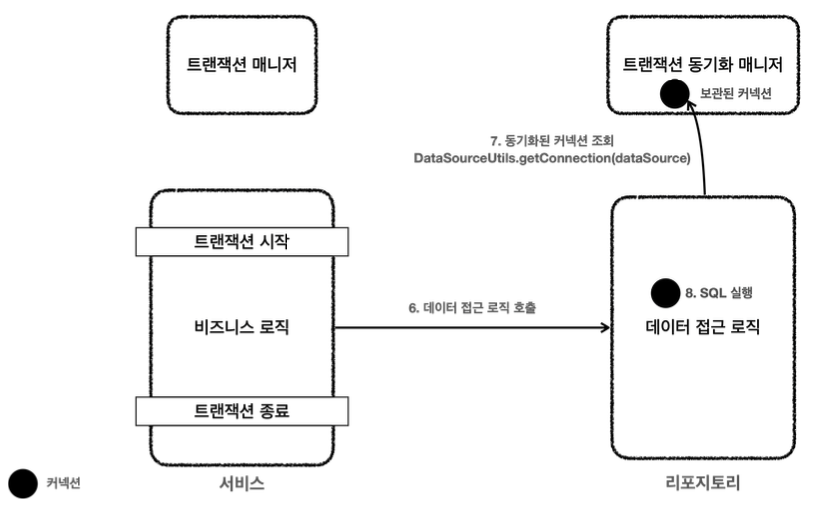 트랜잭션 매니저
트랜잭션 동기화 매니저
보관된 커넥션
7. 동기화된 커넥션 조회
DataSourceUtils.getConnection(dataSource)
트랜잭션 시작
8. SQL 실행
6. 데이터 접근 로직 호출
비즈니스 로직
데이터 접근 로직
트랜잭션 종료
커넥션
서비스
리포지토리